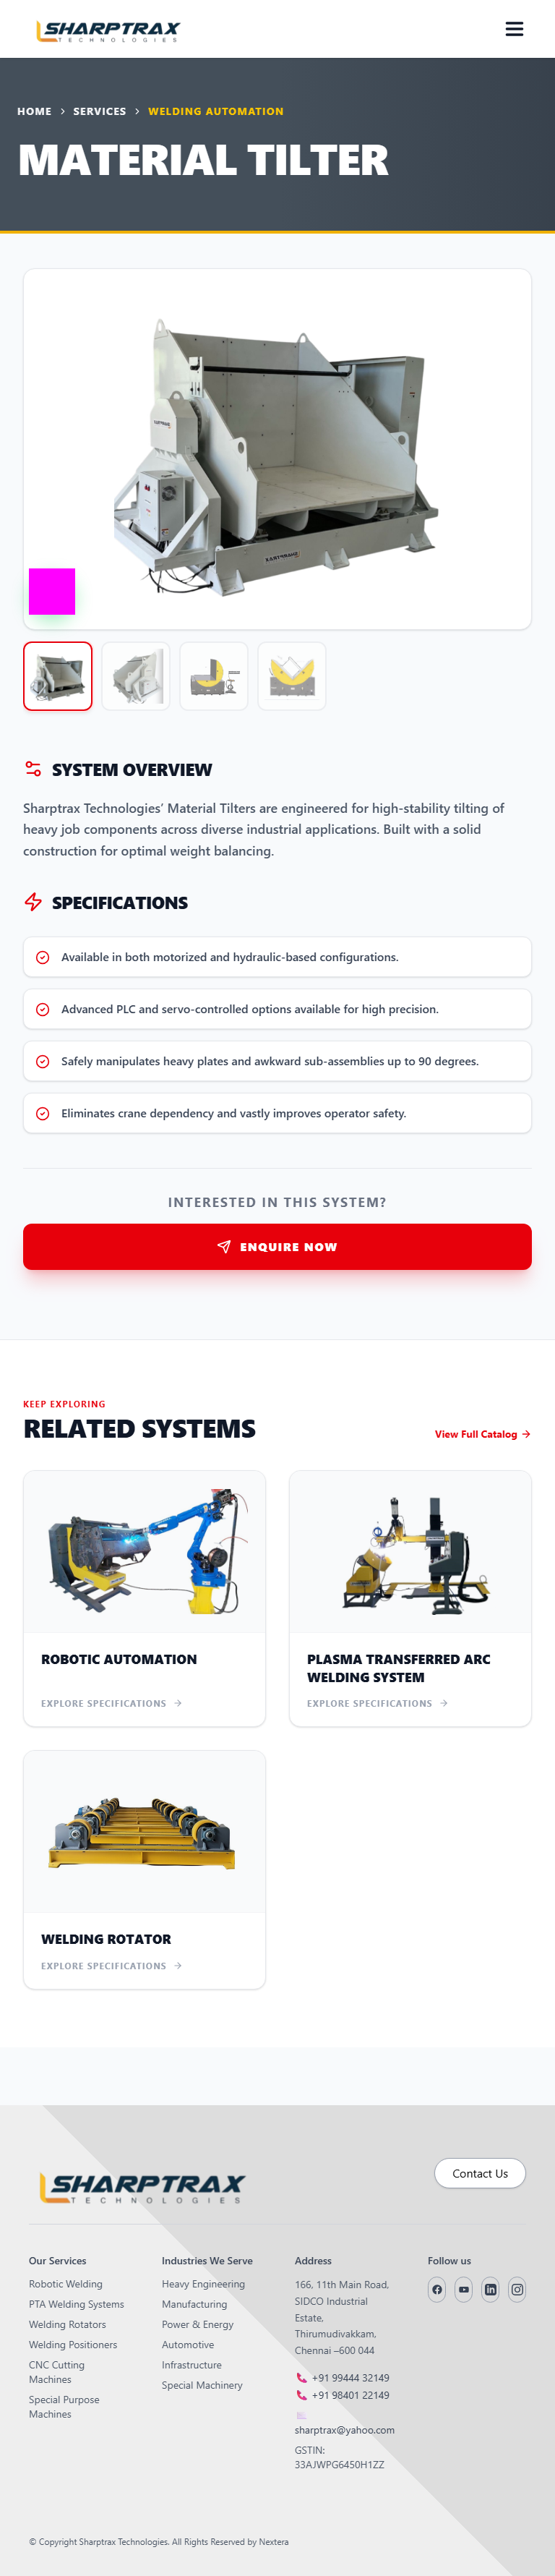 SHARPTRAX
TECHNOLOGIES
HOME > SERVICES > WELDING AUTOMATION
MATERIAL TILTER
SYSTEM OVERVIEW
Sharptrax Technologies’ Material Tilters are engineered for high-stability tilting of
heavy job components across diverse industrial applications. Built with a solid
construction for optimal weight balancing.
SPECIFICATIONS
Available in both motorized and hydraulic-based configurations.
Advanced PLC and servo-controlled options available for high precision.
Safely manipulates heavy plates and awkward sub-assemblies up to 90 degrees.
Eliminates crane dependency and vastly improves operator safety.
INTERESTED IN THIS SYSTEM?
ENQUIRE NOW
KEEP EXPLORING
RELATED SYSTEMS
View Full Catalog →
ROBOTIC AUTOMATION
EXPLORE SPECIFICATIONS →
PLASMA TRANSFERRED ARC
WELDING SYSTEM
EXPLORE SPECIFICATIONS →
WELDING ROTATOR
EXPLORE SPECIFICATIONS →
SHARPTRAX
TECHNOLOGIES
Contact Us
Our Services
Robotic Welding
PTA Welding Systems
Welding Rotators
Welding Positioners
CNC Cutting
Machines
Special Purpose
Machines
Industries We Serve
Heavy Engineering
Manufacturing
Power & Energy
Automotive
Infrastructure
Special Machinery
Address
166, 11th Main Road,
SIDCO Industrial
Estate,
Thirumudivakkam,
Chennai –600 044
+91 99444 32149
+91 98401 22149
sharptrax@yahoo.com
GSTIN:
33AJWPG6450H1ZZ
Follow us
© Copyright Sharptrax Technologies. All Rights Reserved by Nextera